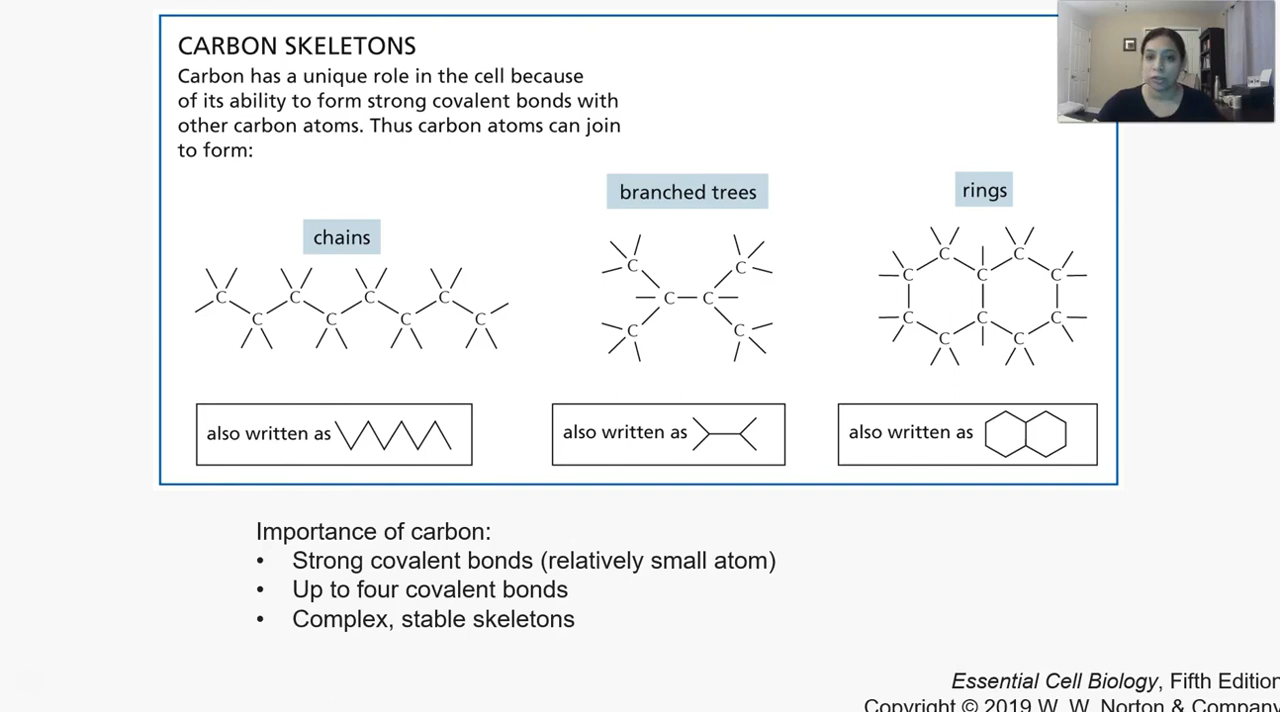 CARBON SKELETONS
Carbon has a unique role in the cell because
of its ability to form strong covalent bonds with
other carbon atoms. Thus carbon atoms can join
to form:
chains
C C C C
C C C C
also written as
branched trees
C C
C C
C C
also written as
rings
C C
C C C
C C C
C C
also written as
Importance of carbon:
• Strong covalent bonds (relatively small atom)
• Up to four covalent bonds
• Complex, stable skeletons
Essential Cell Biology, Fifth Edition
Copyright © 2019 W. W. Norton & Company